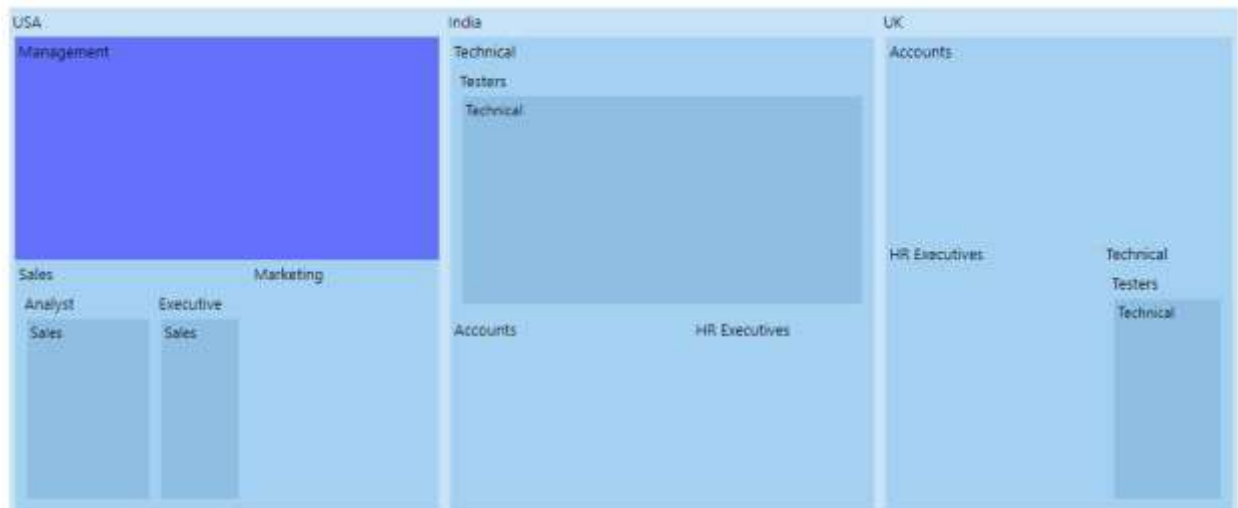 USA
Management
Sales
Marketing
Analyst
Executive
Sales
Sales
India
Technical
Testers
Technical
Accounts
HR Executives
UK
Accounts
HR Executives
Technical
Testers
Technical